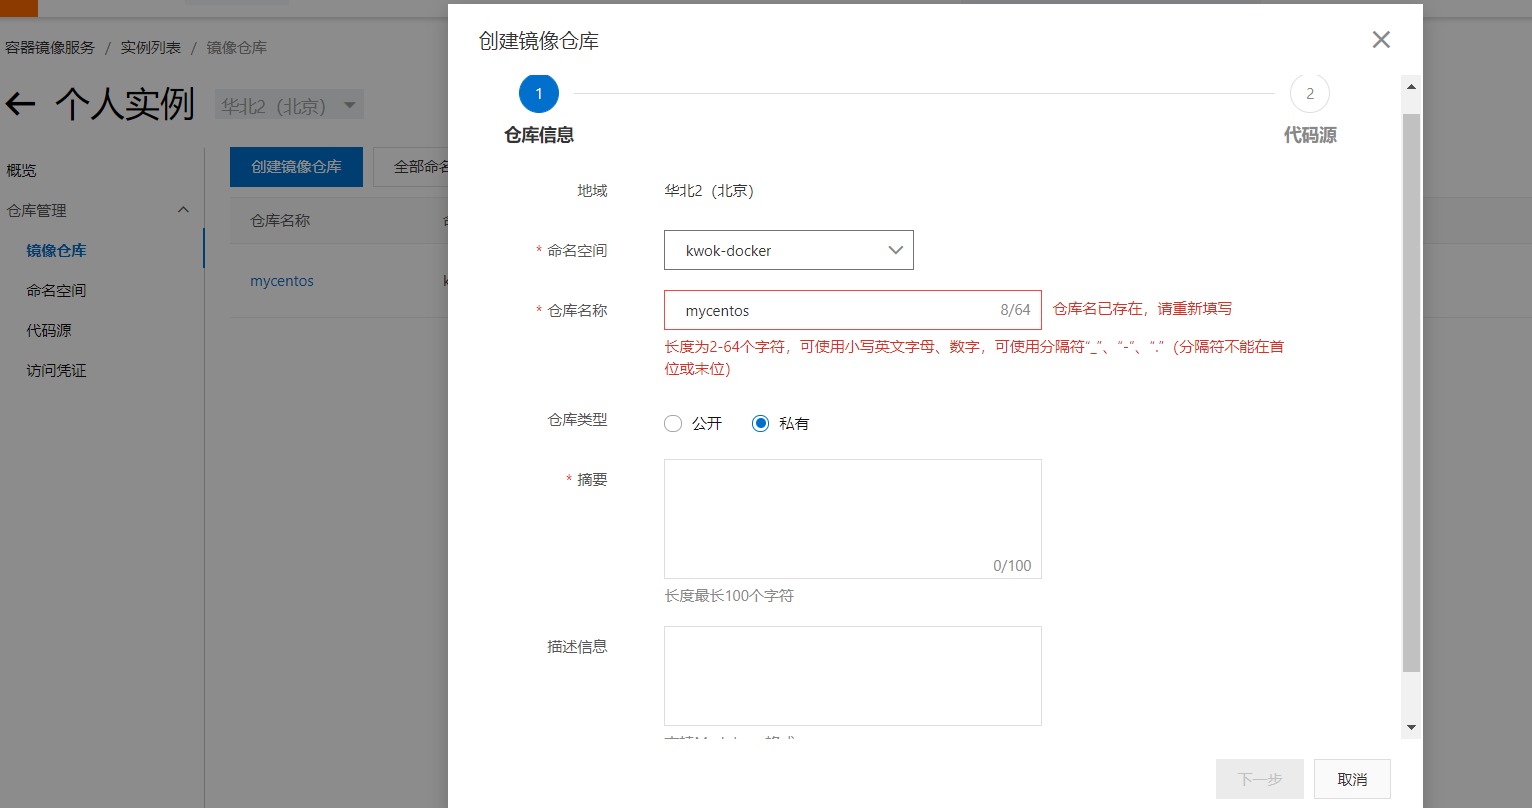 容器镜像服务 / 实例列表 / 镜像仓库
个人实例
华北2（北京）
概览
仓库管理
镜像仓库
命名空间
代码源
访问凭证
创建镜像仓库
全部命名
仓库名称
mycentos
创建镜像仓库
1
2
仓库信息
代码源
地域
华北2（北京）
* 命名空间
kwok-docker
* 仓库名称
mycentos
8/64
仓库名已存在，请重新填写
长度为2-64个字符，可使用小写英文字母、数字，可使用分隔符“_”、“-”、“.”（分隔符不能在首
位或末位）
仓库类型
公开
私有
* 摘要
0/100
长度最长100个字符
描述信息
下一步
取消